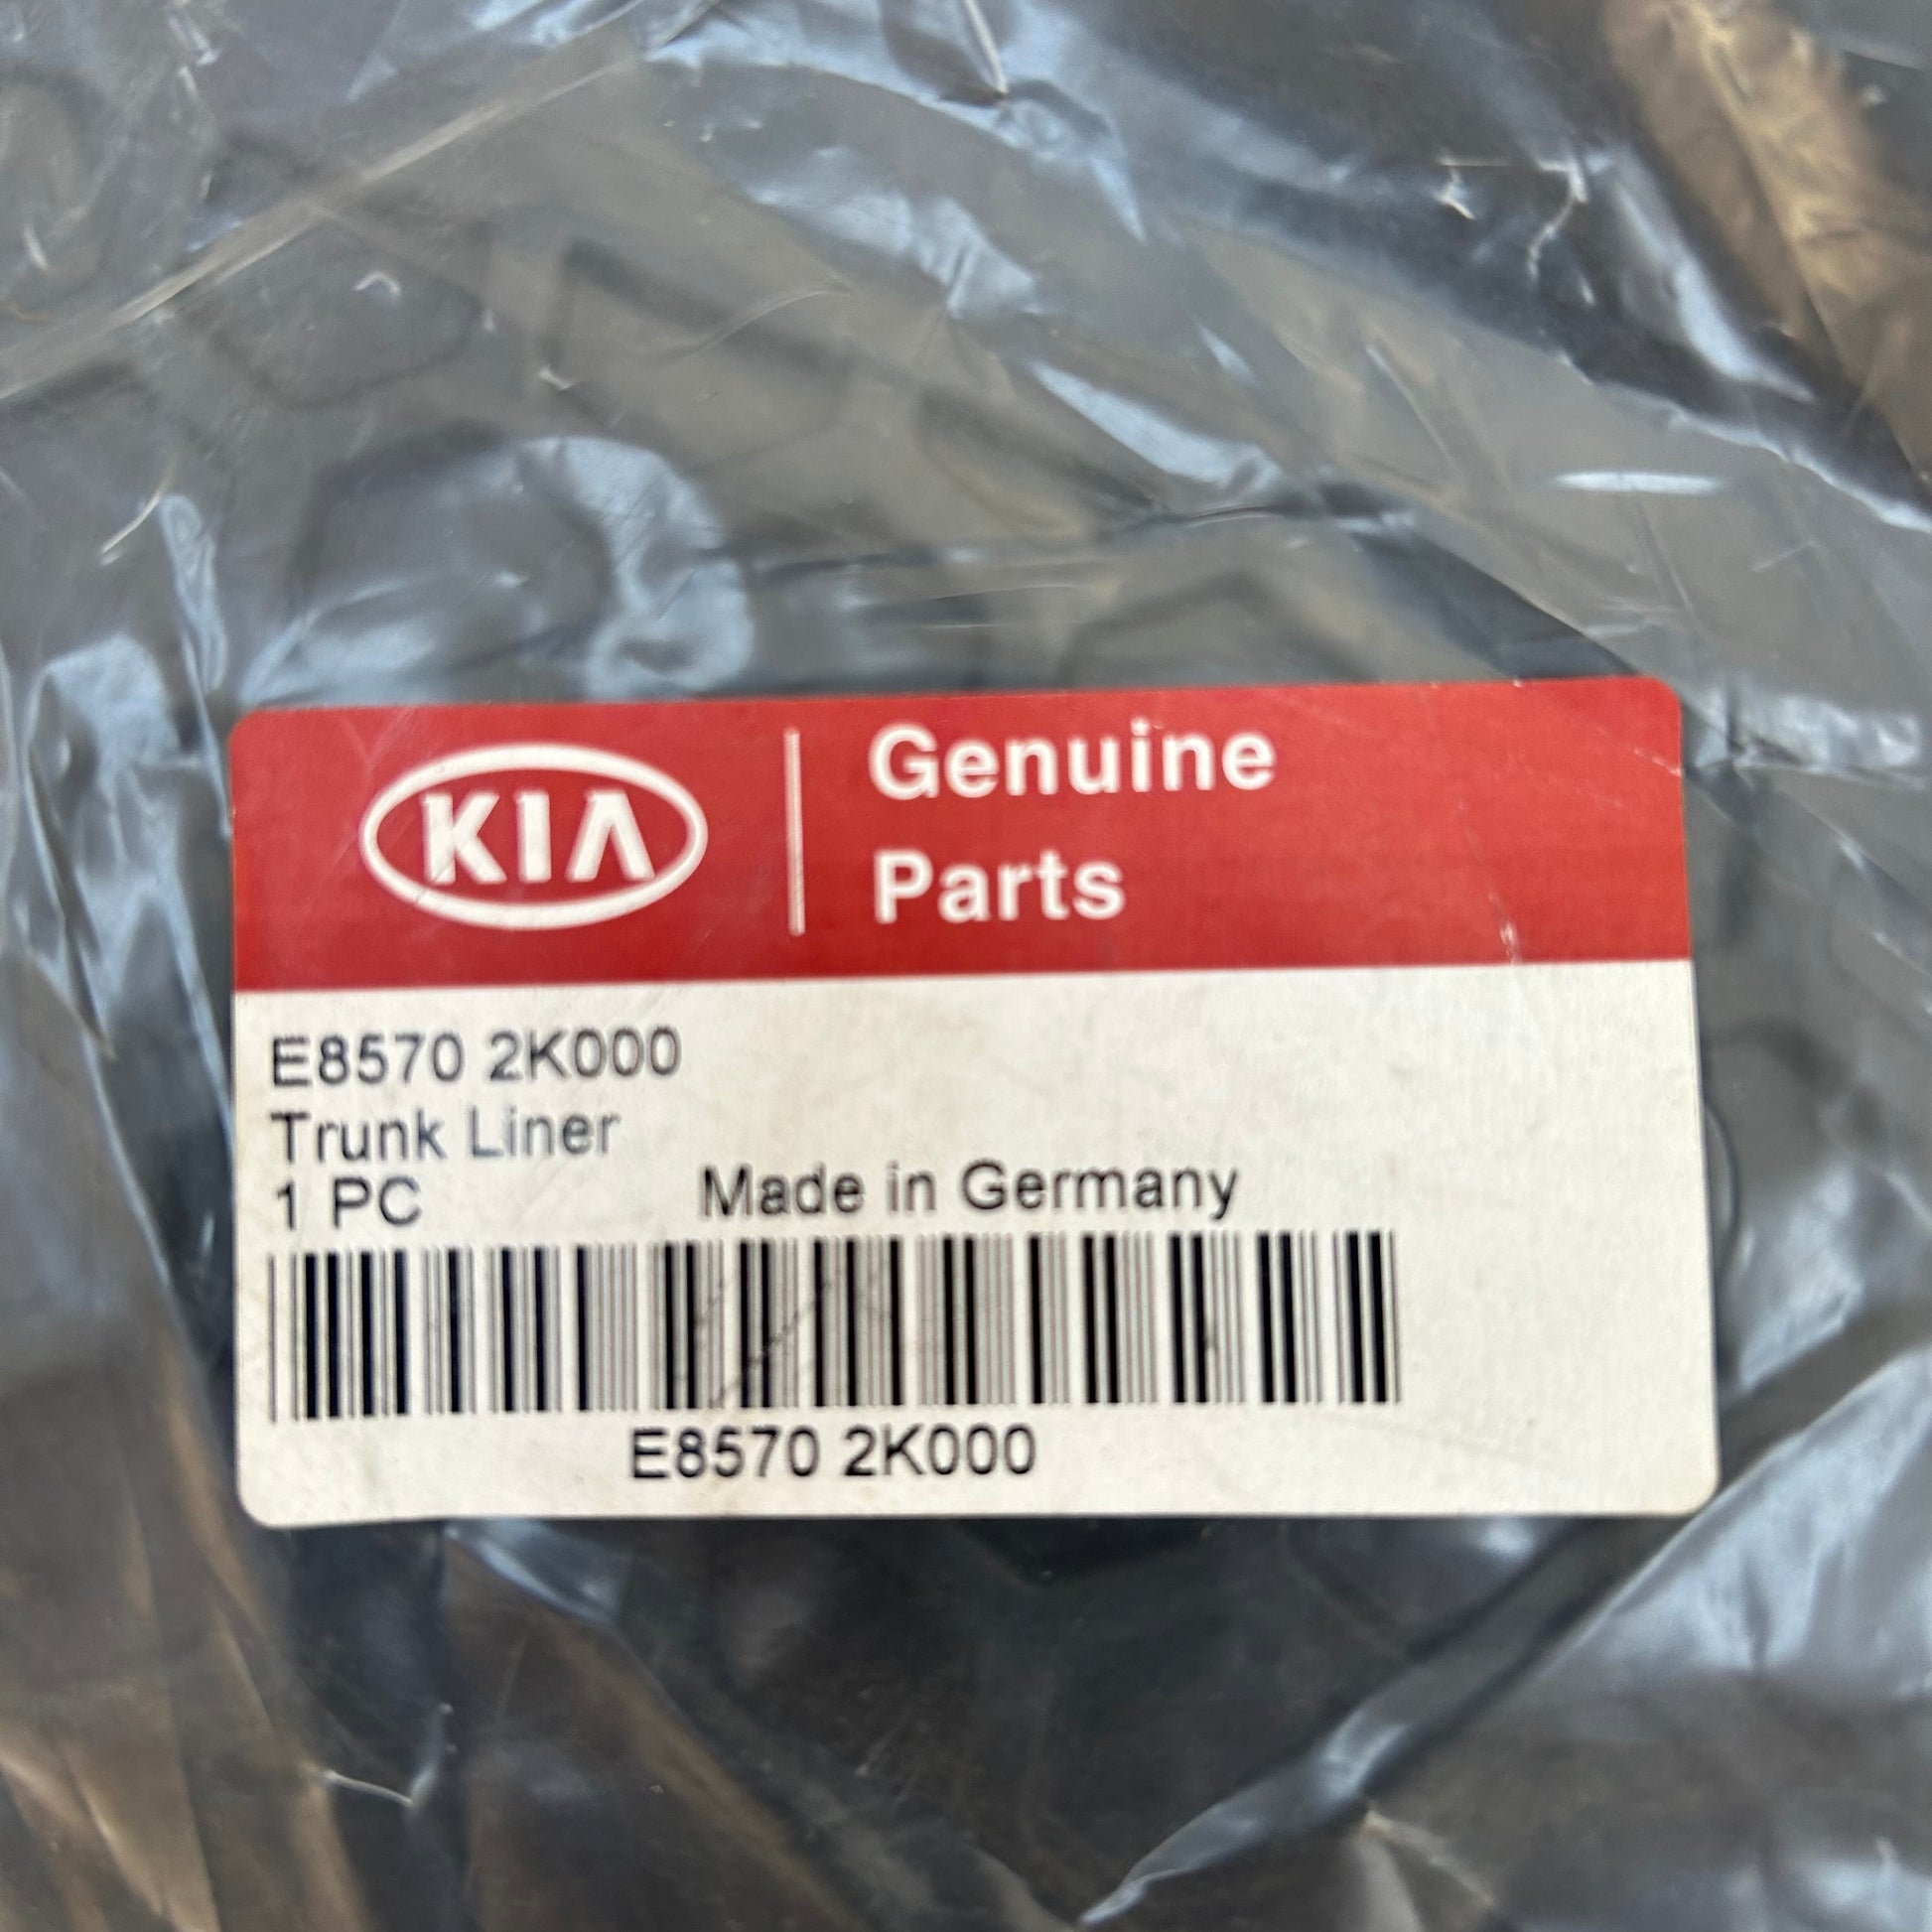 KIA
Genuine
Parts
E8570 2K000
Trunk Liner
1 PC
Made in Germany
E8570 2K000